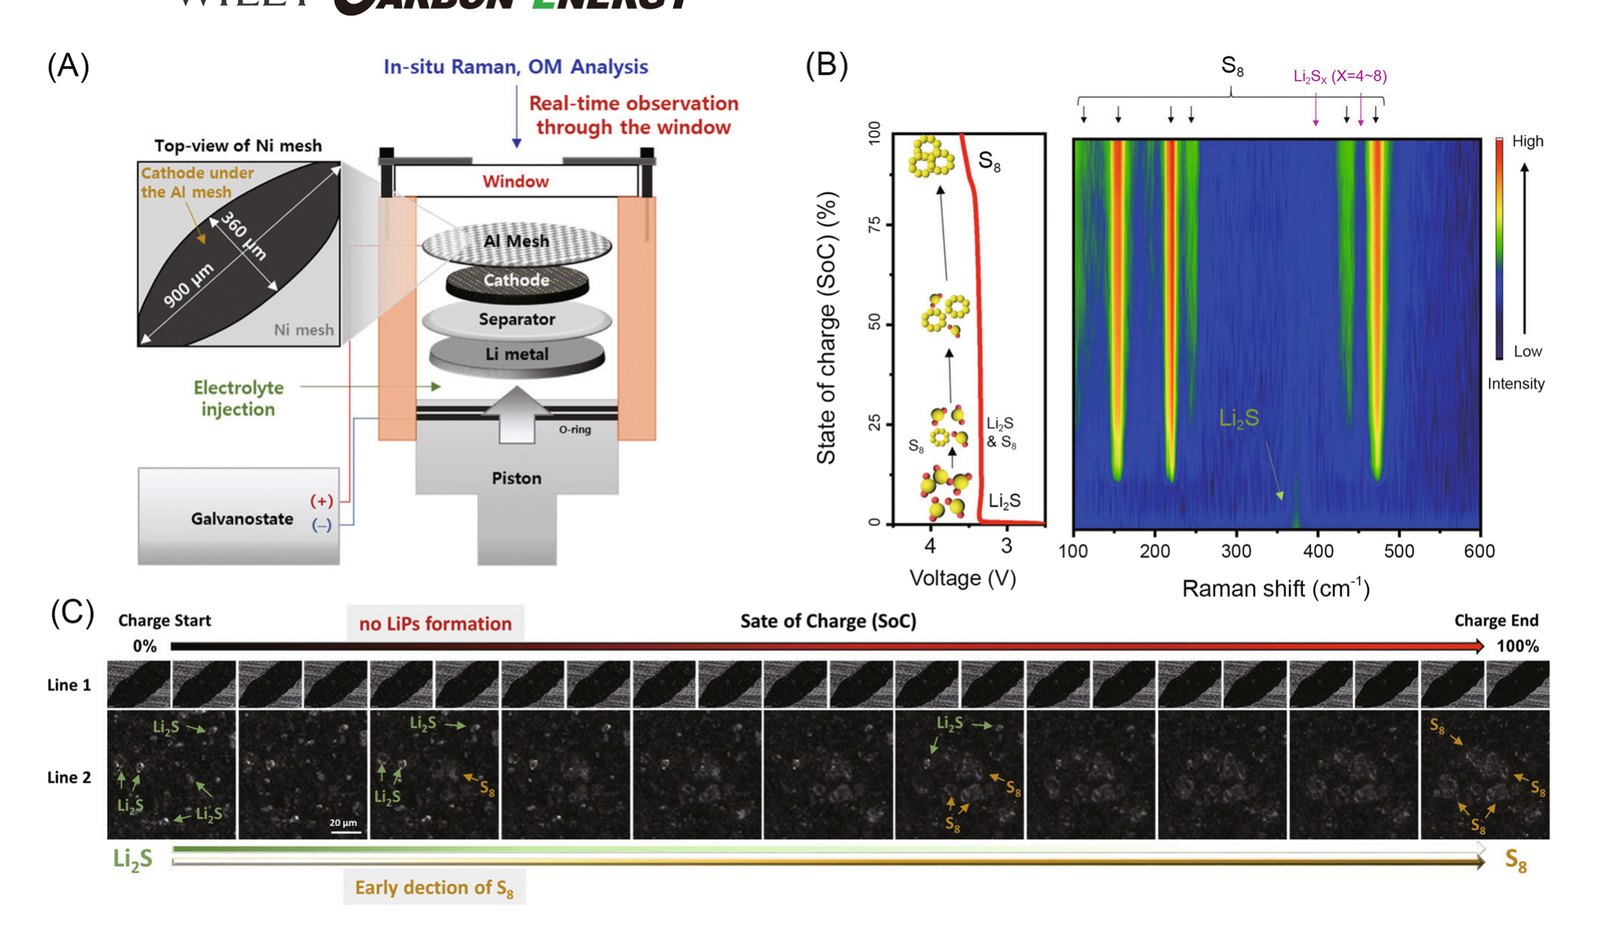 WILEY CARBON ENERGY
(A)
In-situ Raman, OM Analysis
Real-time observation
through the window
Top-view of Ni mesh
Cathode under
the Al mesh
360 μm
900 μm
Ni mesh
Window
Al Mesh
Cathode
Separator
Li metal
Electrolyte
injection
O-ring
Piston
Galvanostate
(+)
(−)
(B)
S8
Li2SX (X=4~8)
State of charge (SoC) (%)
100
75
50
25
0
S8
S8
Li2S
& S8
Li2S
4
3
Voltage (V)
Li2S
100
200
300
400
500
600
Raman shift (cm-1)
High
Low
Intensity
(C)
Charge Start
no LiPs formation
Sate of Charge (SoC)
Charge End
0%
100%
Line 1
Line 2
Li2S
Li2S
Li2S
20 μm
Li2S
Li2S
S8
Li2S
S8
S8
S8
S8
S8
Li2S
S8
Early dection of S8